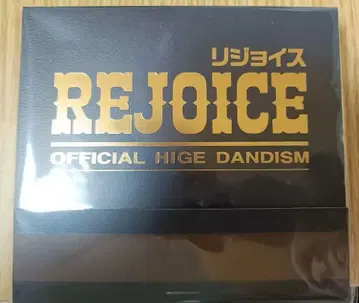 リジョイス
REJOICE
OFFICIAL HIGE DANDISM